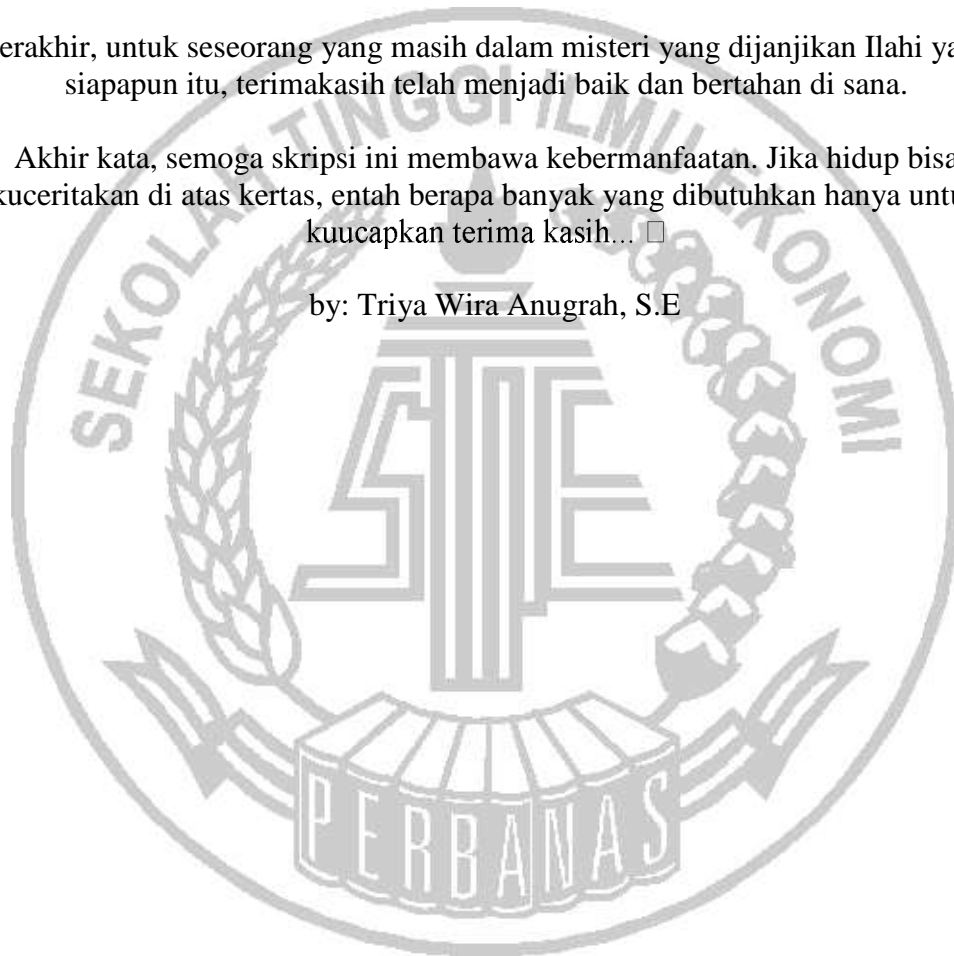 erakhir, untuk seseorang yang masih dalam misteri yang dijanjikan Ilahi ya
siapapun itu, terimakasih telah menjadi baik dan bertahan di sana.
Akhir kata, semoga skripsi ini membawa kebermanfaatan. Jika hidup bisa
kuceritakan di atas kertas, entah berapa banyak yang dibutuhkan hanya untu
kuucapkan terima kasih... □
by: Triya Wira Anugrah, S.E
SEKOLAH TINGGI ILMU EKONOMI
STIE
PERBANAS